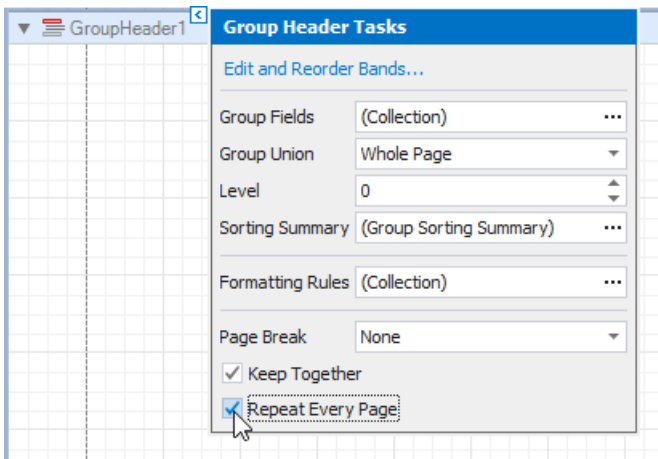 GroupHeader1
Group Header Tasks
Edit and Reorder Bands...
Group Fields (Collection) ...
Group Union Whole Page
Level 0
Sorting Summary (Group Sorting Summary) ...
Formatting Rules (Collection) ...
Page Break None
Keep Together
Repeat Every Page